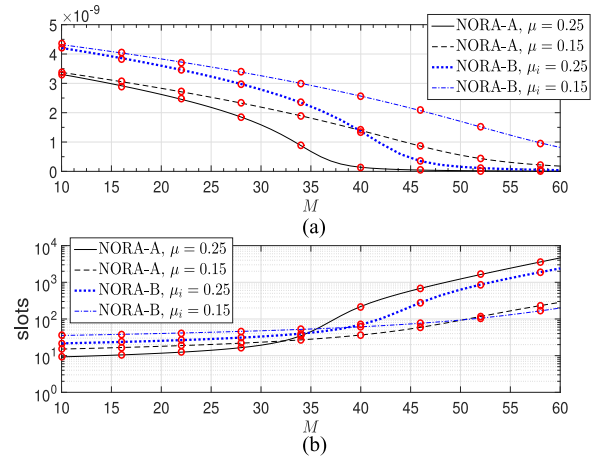 ×10⁻⁹
5
4
3
2
1
0
10 15 20 25 30 35 40 45 50 55 60
M
(a)
NORA-A, μ = 0.25
NORA-A, μ = 0.15
NORA-B, μᵢ = 0.25
NORA-B, μᵢ = 0.15
slots
10⁴
10³
10²
10¹
10⁰
NORA-A, μ = 0.25
NORA-A, μ = 0.15
NORA-B, μᵢ = 0.25
NORA-B, μᵢ = 0.15
10 15 20 25 30 35 40 45 50 55 60
M
(b)